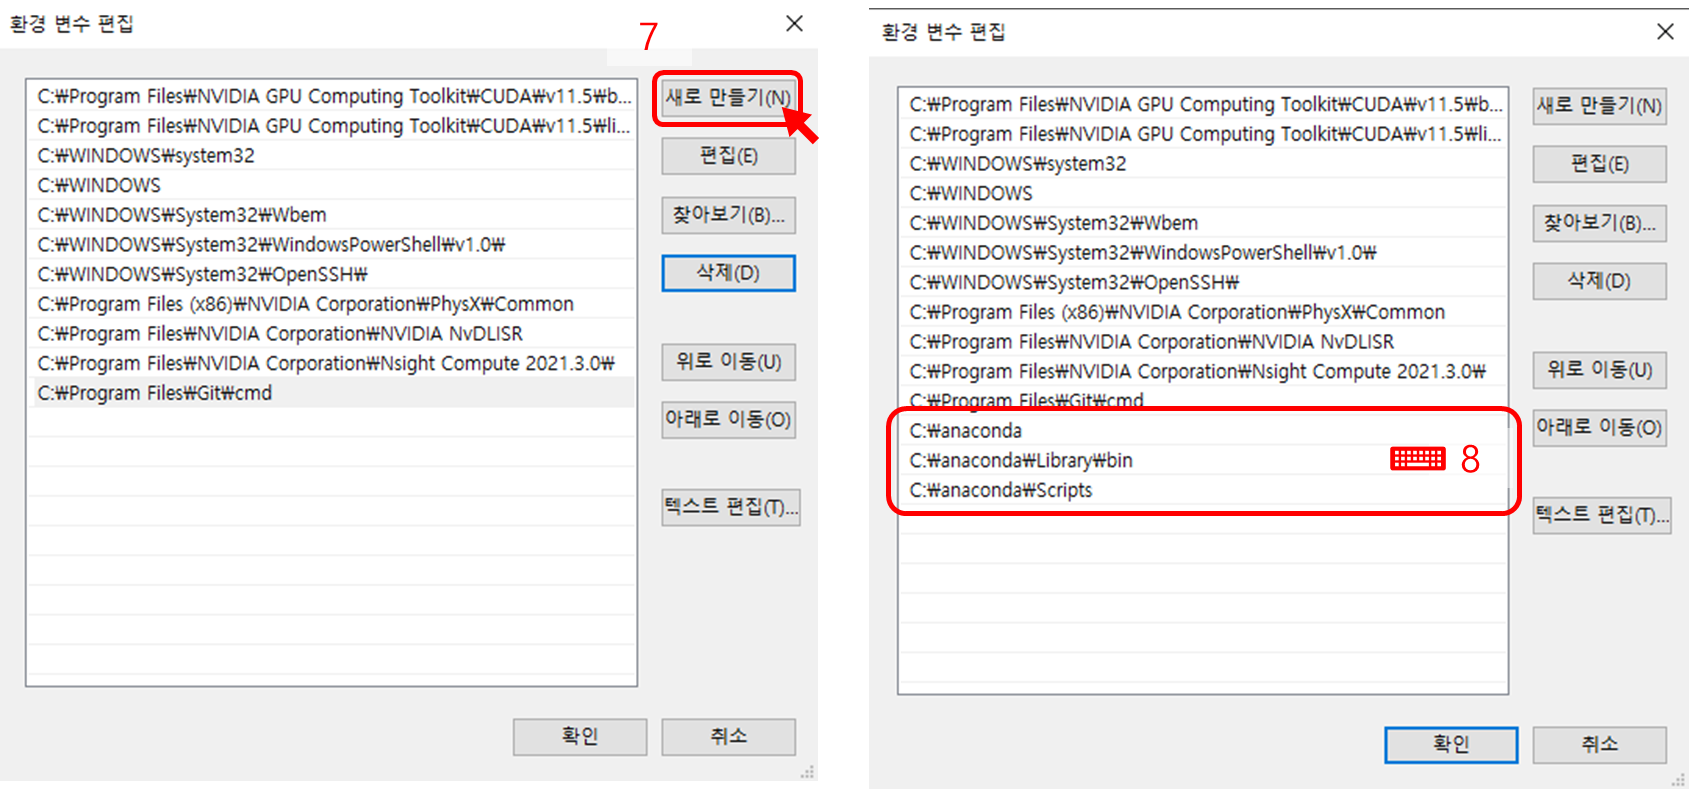 환경 변수 편집
7
C:₩Program Files₩NVIDIA GPU Computing Toolkit₩CUDA₩v11.5₩b...
C:₩Program Files₩NVIDIA GPU Computing Toolkit₩CUDA₩v11.5₩li...
C:₩WINDOWS₩system32
C:₩WINDOWS
C:₩WINDOWS₩System32₩Wbem
C:₩WINDOWS₩System32₩WindowsPowerShell₩v1.0₩
C:₩WINDOWS₩System32₩OpenSSH₩
C:₩Program Files (x86)₩NVIDIA Corporation₩PhysX₩Common
C:₩Program Files₩NVIDIA Corporation₩NVIDIA NvDLISR
C:₩Program Files₩NVIDIA Corporation₩Nsight Compute 2021.3.0₩
C:₩Program Files₩Git₩cmd
새로 만들기(N)
편집(E)
찾아보기(B)...
삭제(D)
위로 이동(U)
아래로 이동(O)
텍스트 편집(T)...
확인
취소
환경 변수 편집
C:₩Program Files₩NVIDIA GPU Computing Toolkit₩CUDA₩v11.5₩b...
C:₩Program Files₩NVIDIA GPU Computing Toolkit₩CUDA₩v11.5₩li...
C:₩WINDOWS₩system32
C:₩WINDOWS
C:₩WINDOWS₩System32₩Wbem
C:₩WINDOWS₩System32₩WindowsPowerShell₩v1.0₩
C:₩WINDOWS₩System32₩OpenSSH₩
C:₩Program Files (x86)₩NVIDIA Corporation₩PhysX₩Common
C:₩Program Files₩NVIDIA Corporation₩NVIDIA NvDLISR
C:₩Program Files₩NVIDIA Corporation₩Nsight Compute 2021.3.0₩
C:₩Program Files₩Git₩cmd
C:₩anaconda
C:₩anaconda₩Library₩bin
C:₩anaconda₩Scripts
8
새로 만들기(N)
편집(E)
찾아보기(B)...
삭제(D)
위로 이동(U)
아래로 이동(O)
텍스트 편집(T)...
확인
취소